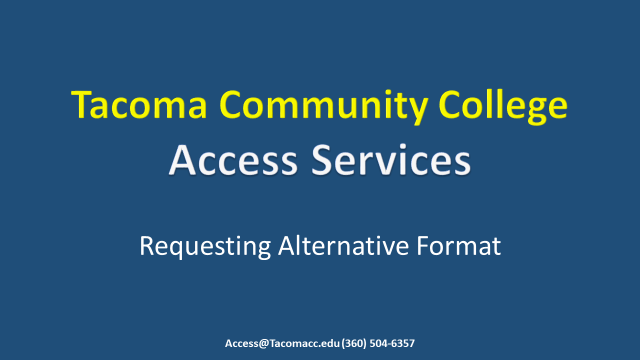 Tacoma Community College
Access Services
Requesting Alternative Format
Access@Tacomacc.edu (360) 504-6357